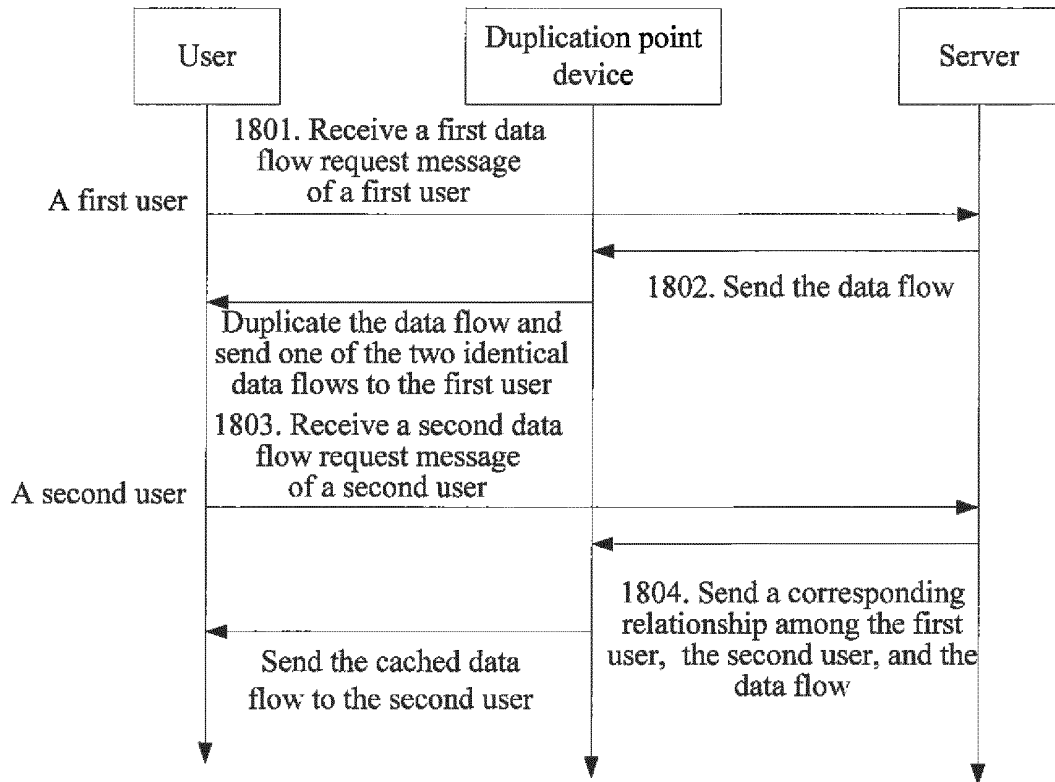 User
Duplication point
device
Server
1801. Receive a first data
flow request message
of a first user
A first user
1802. Send the data flow
Duplicate the data flow and
send one of the two identical
data flows to the first user
1803. Receive a second data
flow request message
of a second user
A second user
1804. Send a corresponding
relationship among the first
user, the second user, and the
data flow
Send the cached data
flow to the second user